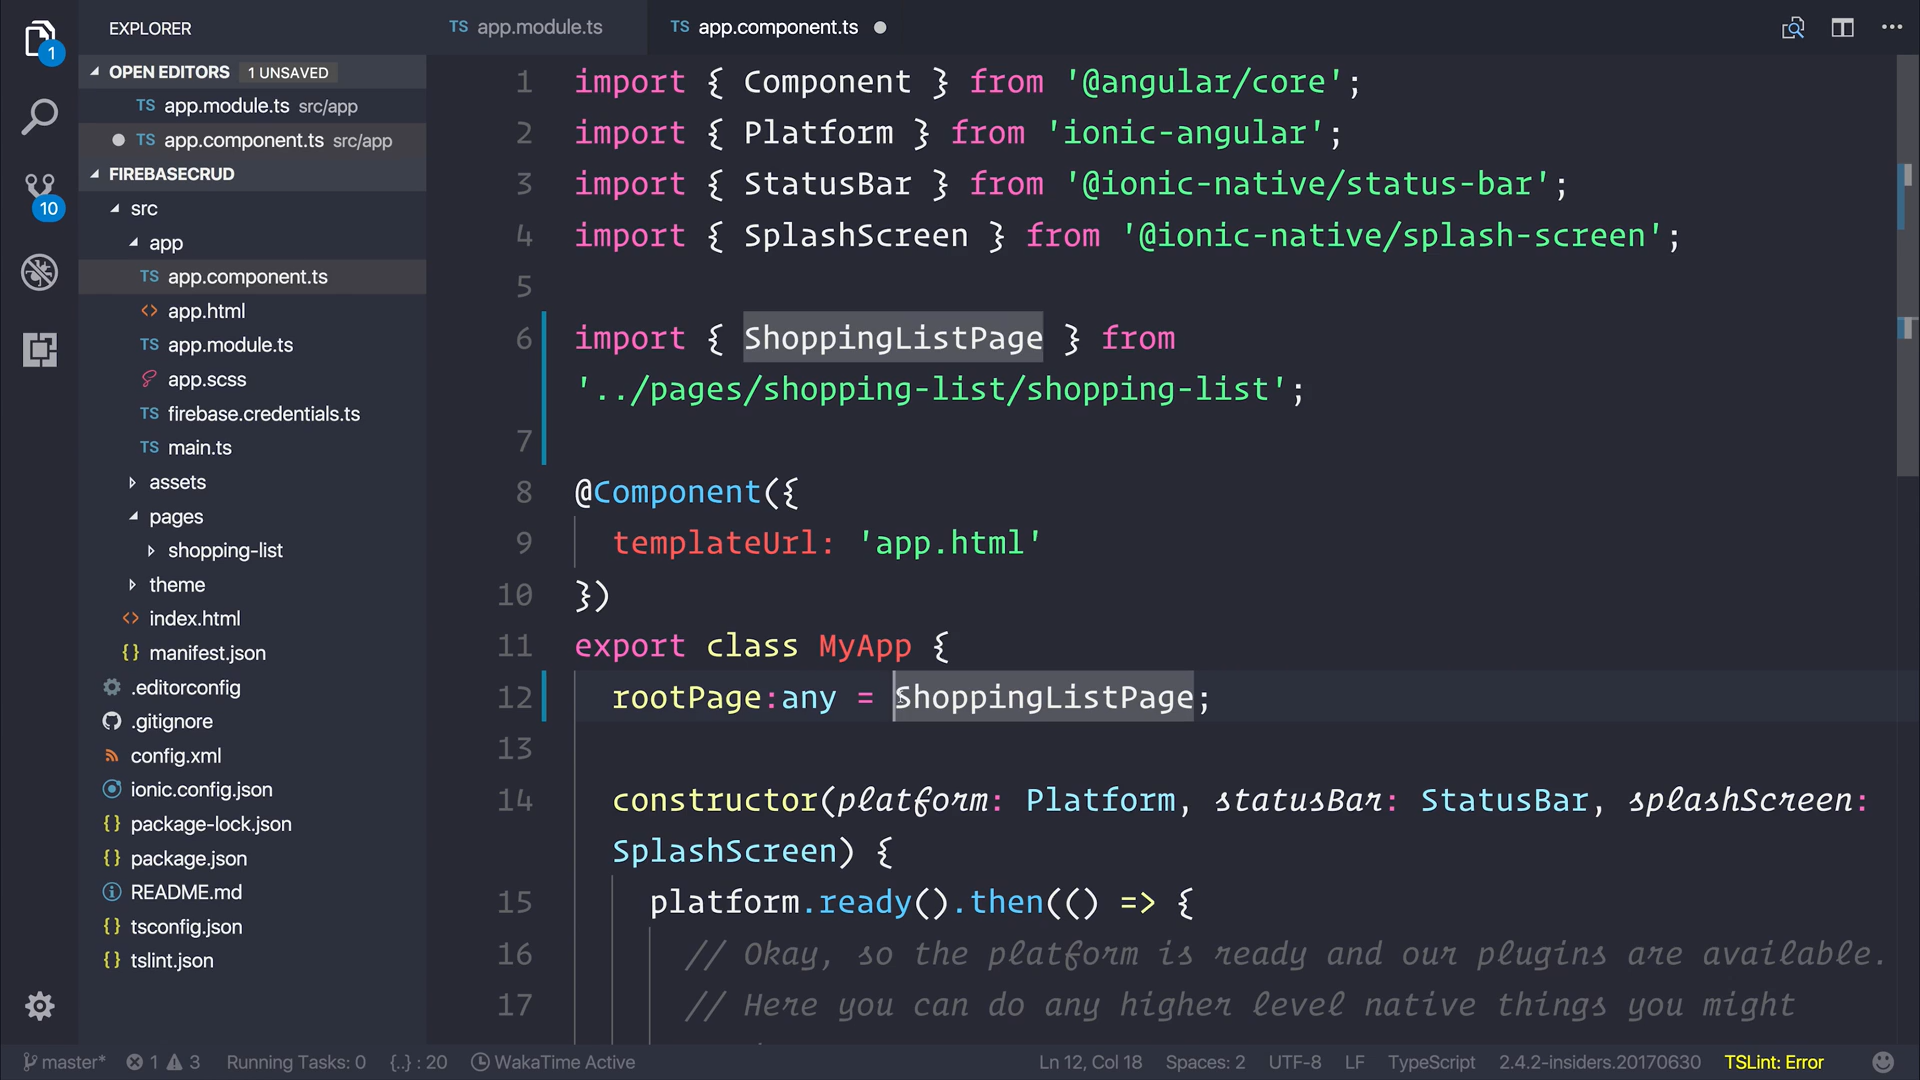 EXPLORER
TS app.module.ts
TS app.component.ts
1
OPEN EDITORS 1 UNSAVED
TS app.module.ts src/app
TS app.component.ts src/app
FIREBASECRUD
10
src
app
TS app.component.ts
<> app.html
TS app.module.ts
app.scss
TS firebase.credentials.ts
TS main.ts
assets
pages
shopping-list
theme
<> index.html
{} manifest.json
.editorconfig
.gitignore
config.xml
ionic.config.json
{} package-lock.json
{} package.json
README.md
{} tsconfig.json
{} tslint.json
1 import { Component } from '@angular/core';
2 import { Platform } from 'ionic-angular';
3 import { StatusBar } from '@ionic-native/status-bar';
4 import { SplashScreen } from '@ionic-native/splash-screen';
5
6 import { ShoppingListPage } from
'../pages/shopping-list/shopping-list';
7
8 @Component({
9 templateUrl: 'app.html'
10 })
11 export class MyApp {
12 rootPage:any = ShoppingListPage;
13
14 constructor(platform: Platform, statusBar: StatusBar, splashScreen:
SplashScreen) {
15 platform.ready().then(() => {
16 // Okay, so the platform is ready and our plugins are available.
17 // Here you can do any higher level native things you might
master* 1 3 Running Tasks: 0 {..} : 20 WakaTime Active Ln 12, Col 18 Spaces: 2 UTF-8 LF TypeScript 2.4.2-insiders.20170630 TSLint: Error